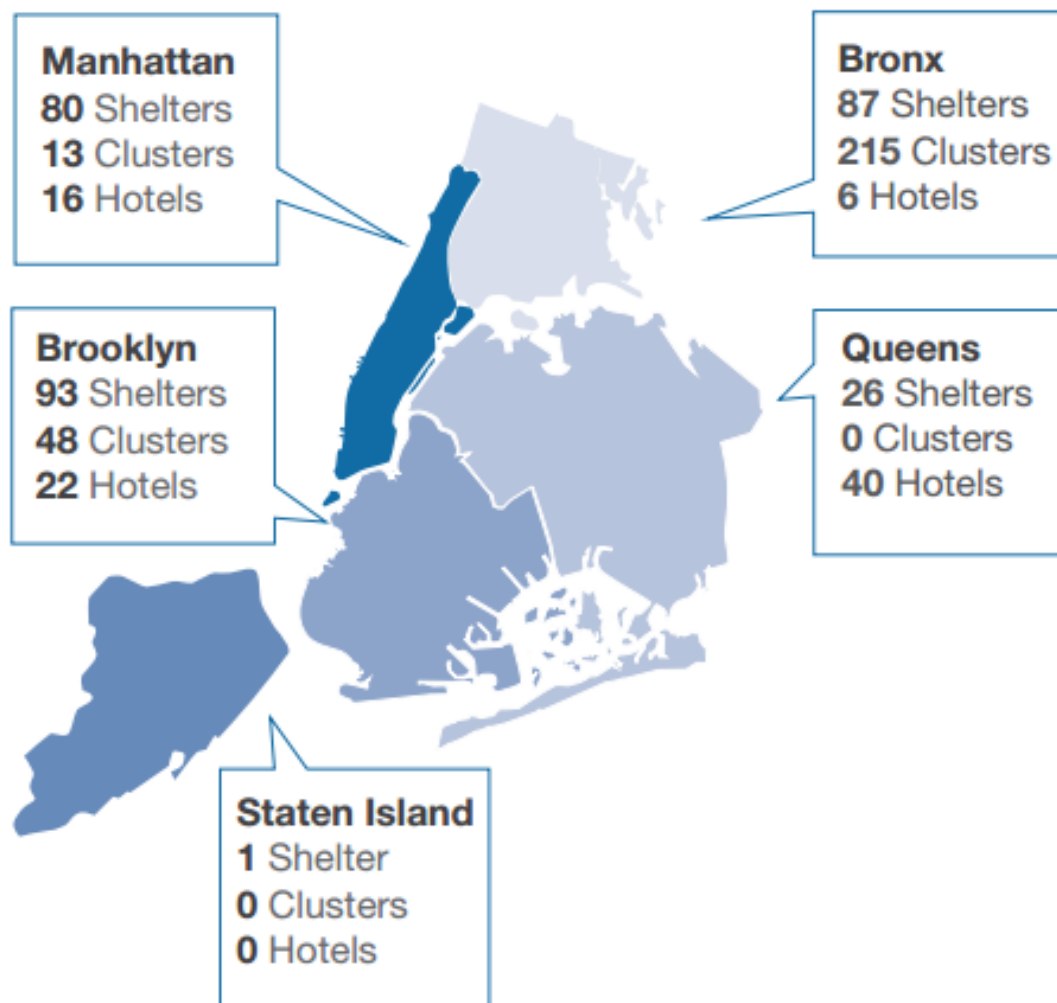 Manhattan
80 Shelters
13 Clusters
16 Hotels
Bronx
87 Shelters
215 Clusters
6 Hotels
Brooklyn
93 Shelters
48 Clusters
22 Hotels
Queens
26 Shelters
0 Clusters
40 Hotels
Staten Island
1 Shelter
0 Clusters
0 Hotels